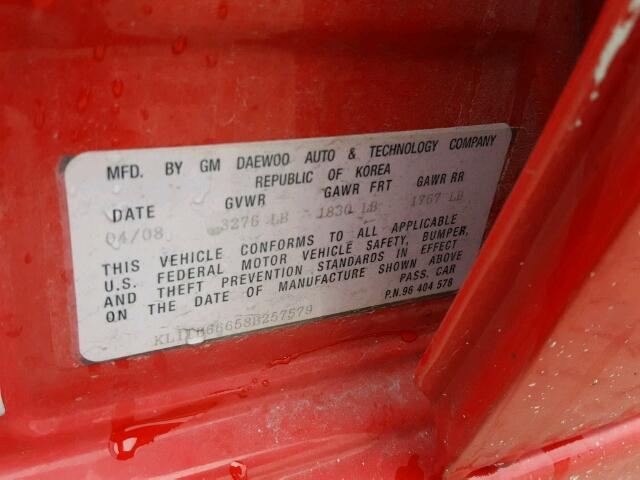 MFD. BY GM DAEWOO AUTO & TECHNOLOGY COMPANY
REPUBLIC OF KOREA
DATE GVWR GAWR FRT GAWR RR
04/08 3276 LB 1830 LB 1767 LB
THIS VEHICLE CONFORMS TO ALL APPLICABLE
U.S. FEDERAL MOTOR VEHICLE SAFETY, BUMPER,
AND THEFT PREVENTION STANDARDS IN EFFECT
ON THE DATE OF MANUFACTURE SHOWN ABOVE
PASS. CAR
P.N.96 404 578